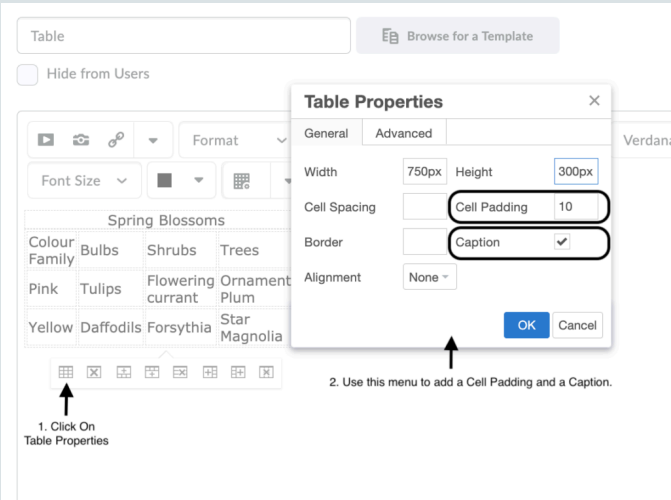 Table
Browse for a Template
Hide from Users
Table Properties
General Advanced
Format
Verdana
Width 750px Height 300px
Font Size
Cell Spacing Cell Padding 10
Border Caption
Alignment None
OK Cancel
Spring Blossoms
Colour Family Bulbs Shrubs Trees
Pink Tulips Flowering currant Ornament Plum
Yellow Daffodils Forsythia Star Magnolia
1. Click On
Table Properties
2. Use this menu to add a Cell Padding and a Caption.